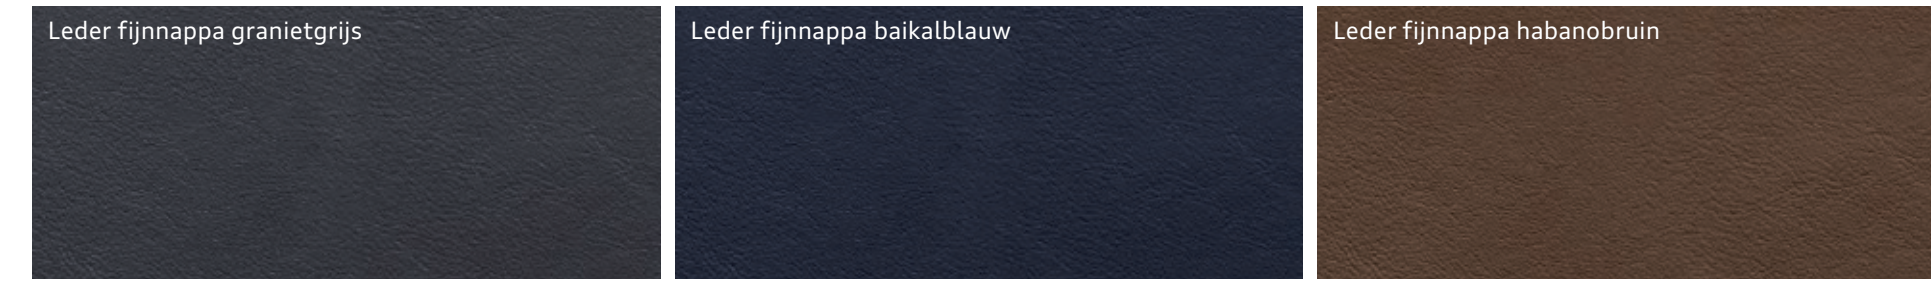 Leder fijnnappa granietgrijs
Leder fijnnappa baikalblauw
Leder fijnnappa habanobruin